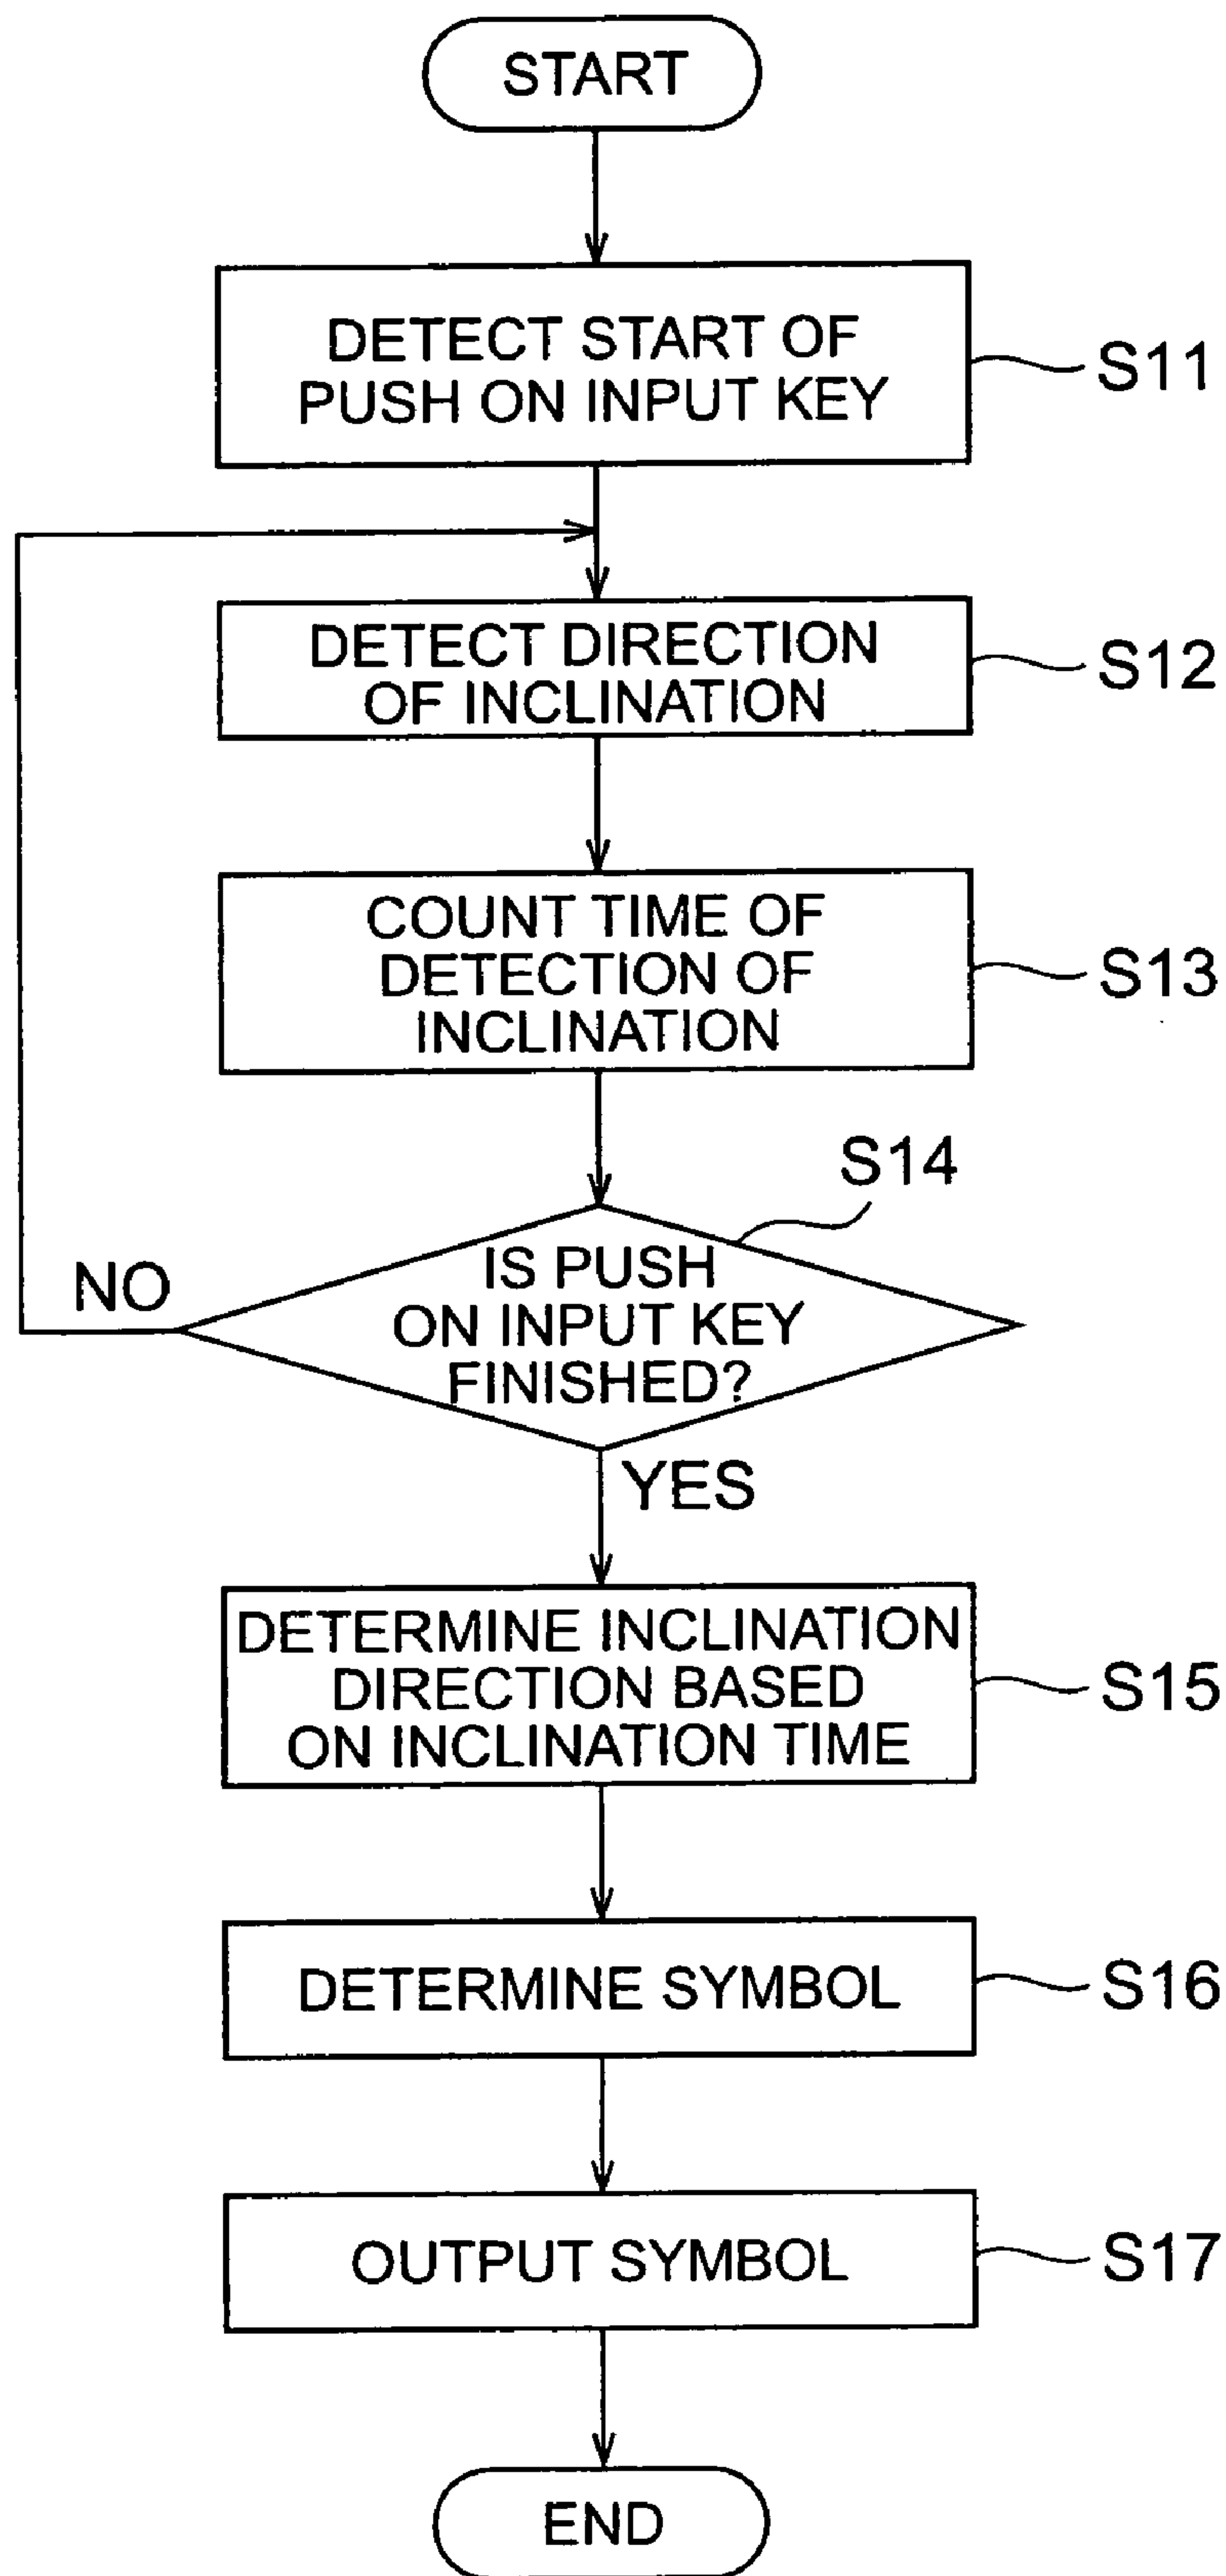 START
DETECT START OF
PUSH ON INPUT KEY
S11
DETECT DIRECTION
OF INCLINATION
S12
COUNT TIME OF
DETECTION OF
INCLINATION
S13
S14
IS PUSH
ON INPUT KEY
FINISHED?
NO
YES
DETERMINE INCLINATION
DIRECTION BASED
ON INCLINATION TIME
S15
DETERMINE SYMBOL
S16
OUTPUT SYMBOL
S17
END